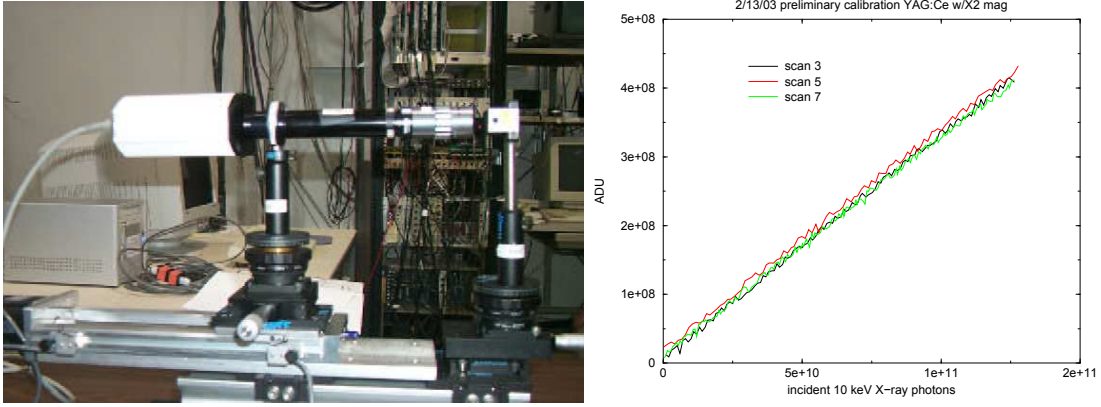 2/13/03 preliminary calibration YAG:Ce w/X2 mag
5e+08
4e+08
3e+08
2e+08
1e+08
0
ADU
scan 3
scan 5
scan 7
0
5e+10
1e+11
2e+11
incident 10 keV X−ray photons